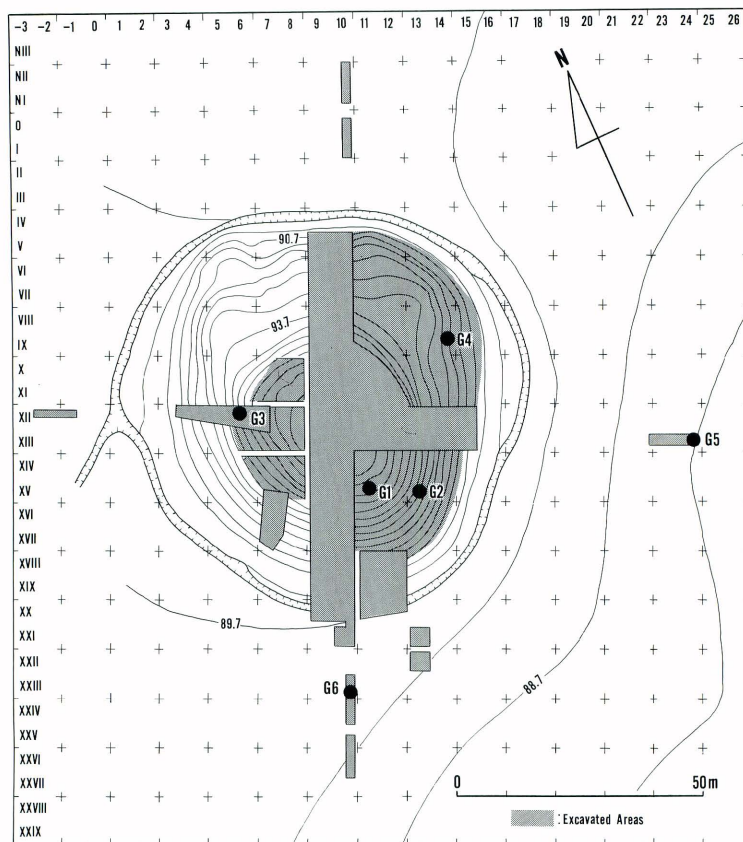 -3 -2 -1 0 1 2 3 4 5 6 7 8 9 10 11 12 13 14 15 16 17 18 19 20 21 22 23 24 25 26
NIII
NII
NI
O
I
II
III
IV
V
VI
VII
VIII
IX
X
XI
XII
XIII
XIV
XV
XVI
XVII
XVIII
XIX
XX
XXI
XXII
XXIII
XXIV
XXV
XXVI
XXVII
XXVIII
XXIX
N
90.7
93.7
G4
G3
G5
G1
G2
89.7
G6
88.7
0 50m
: Excavated Areas